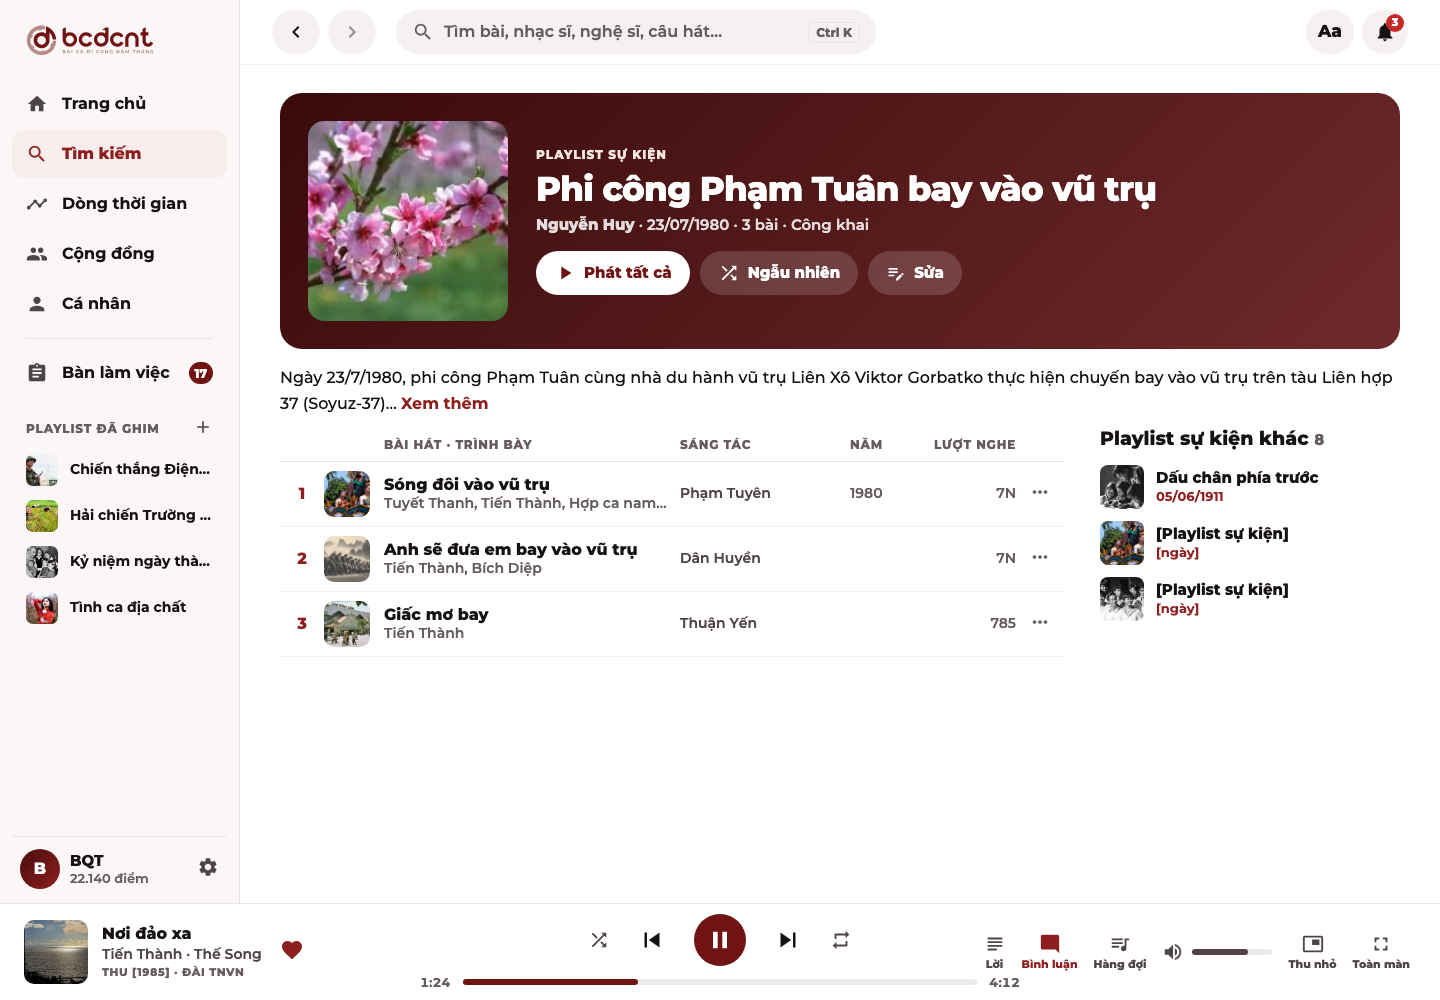 bcdcnt
BÀI CA ĐI CÙNG NĂM THÁNG
Trang chủ
Tìm kiếm
Dòng thời gian
Cộng đồng
Cá nhân
Bàn làm việc 17
PLAYLIST ĐÃ GHIM
Chiến thắng Điện...
Hải chiến Trường ...
Kỷ niệm ngày thà...
Tình ca địa chất
B
BQT
22.140 điểm
Tìm bài, nhạc sĩ, nghệ sĩ, câu hát...
Ctrl K
Aa
3
PLAYLIST SỰ KIỆN
Phi công Phạm Tuân bay vào vũ trụ
Nguyễn Huy · 23/07/1980 · 3 bài · Công khai
Phát tất cả
Ngẫu nhiên
Sửa
Ngày 23/7/1980, phi công Phạm Tuân cùng nhà du hành vũ trụ Liên Xô Viktor Gorbatko thực hiện chuyến bay vào vũ trụ trên tàu Liên hợp
37 (Soyuz-37)... Xem thêm
BÀI HÁT · TRÌNH BÀY SÁNG TÁC NĂM LƯỢT NGHE
1 Sóng đôi vào vũ trụ Phạm Tuyên 1980 7N
Tuyết Thanh, Tiến Thành, Hợp ca nam...
2 Anh sẽ đưa em bay vào vũ trụ Dân Huyền 7N
Tiến Thành, Bích Diệp
3 Giấc mơ bay Thuận Yến 785
Tiến Thành
Playlist sự kiện khác 8
Dấu chân phía trước
05/06/1911
[Playlist sự kiện]
[ngày]
[Playlist sự kiện]
[ngày]
Nơi đảo xa
Tiến Thành · Thế Song
THU [1985] · ĐÀI TNVN
1:24
4:12
Lời
Bình luận
Hàng đợi
Thu nhỏ
Toàn màn